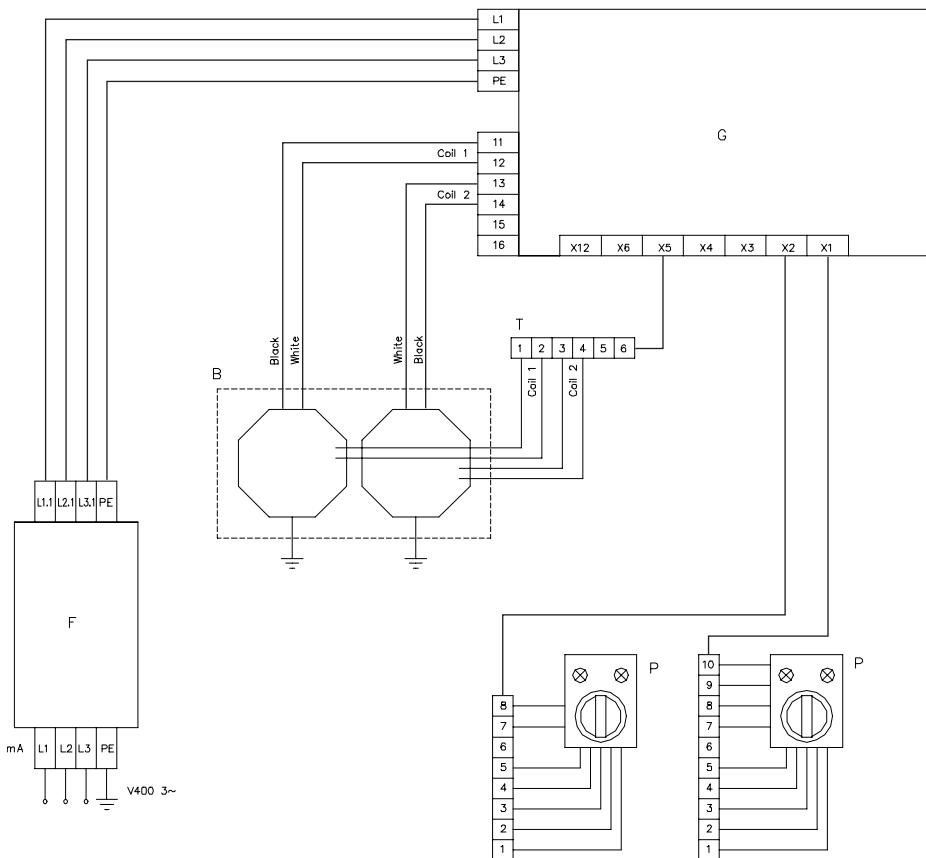 L1
L2
L3
PE
G
11
Coil 1
12
13
Coil 2
14
15
16
X12 X6 X5 X4 X3 X2 X1
T
1 2 3 4 5 6
Black
White
White
Black
Coil 1
Coil 2
B
L1.1 L2.1 L3.1 PE
F
mA L1 L2 L3 PE
V400 3~
P
8
7
6
5
4
3
2
1
P
10
9
8
7
6
5
4
3
2
1